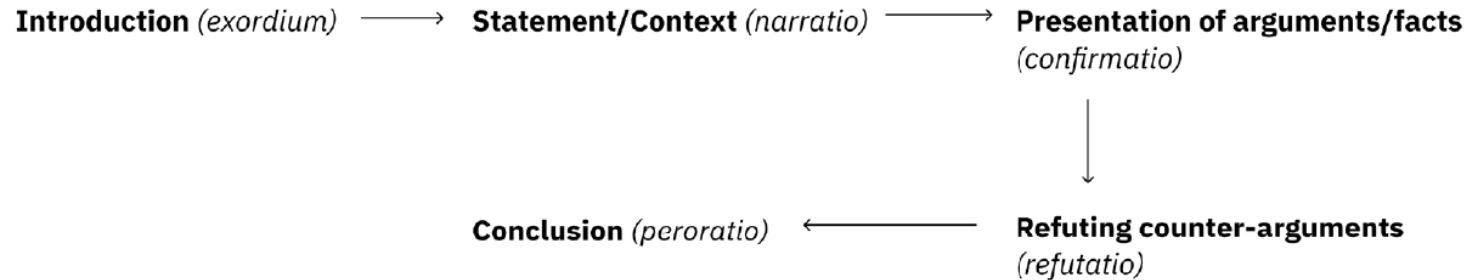 Introduction (exordium)
Statement/Context (narratio)
Presentation of arguments/facts
(confirmatio)
Refuting counter-arguments
(refutatio)
Conclusion (peroratio)